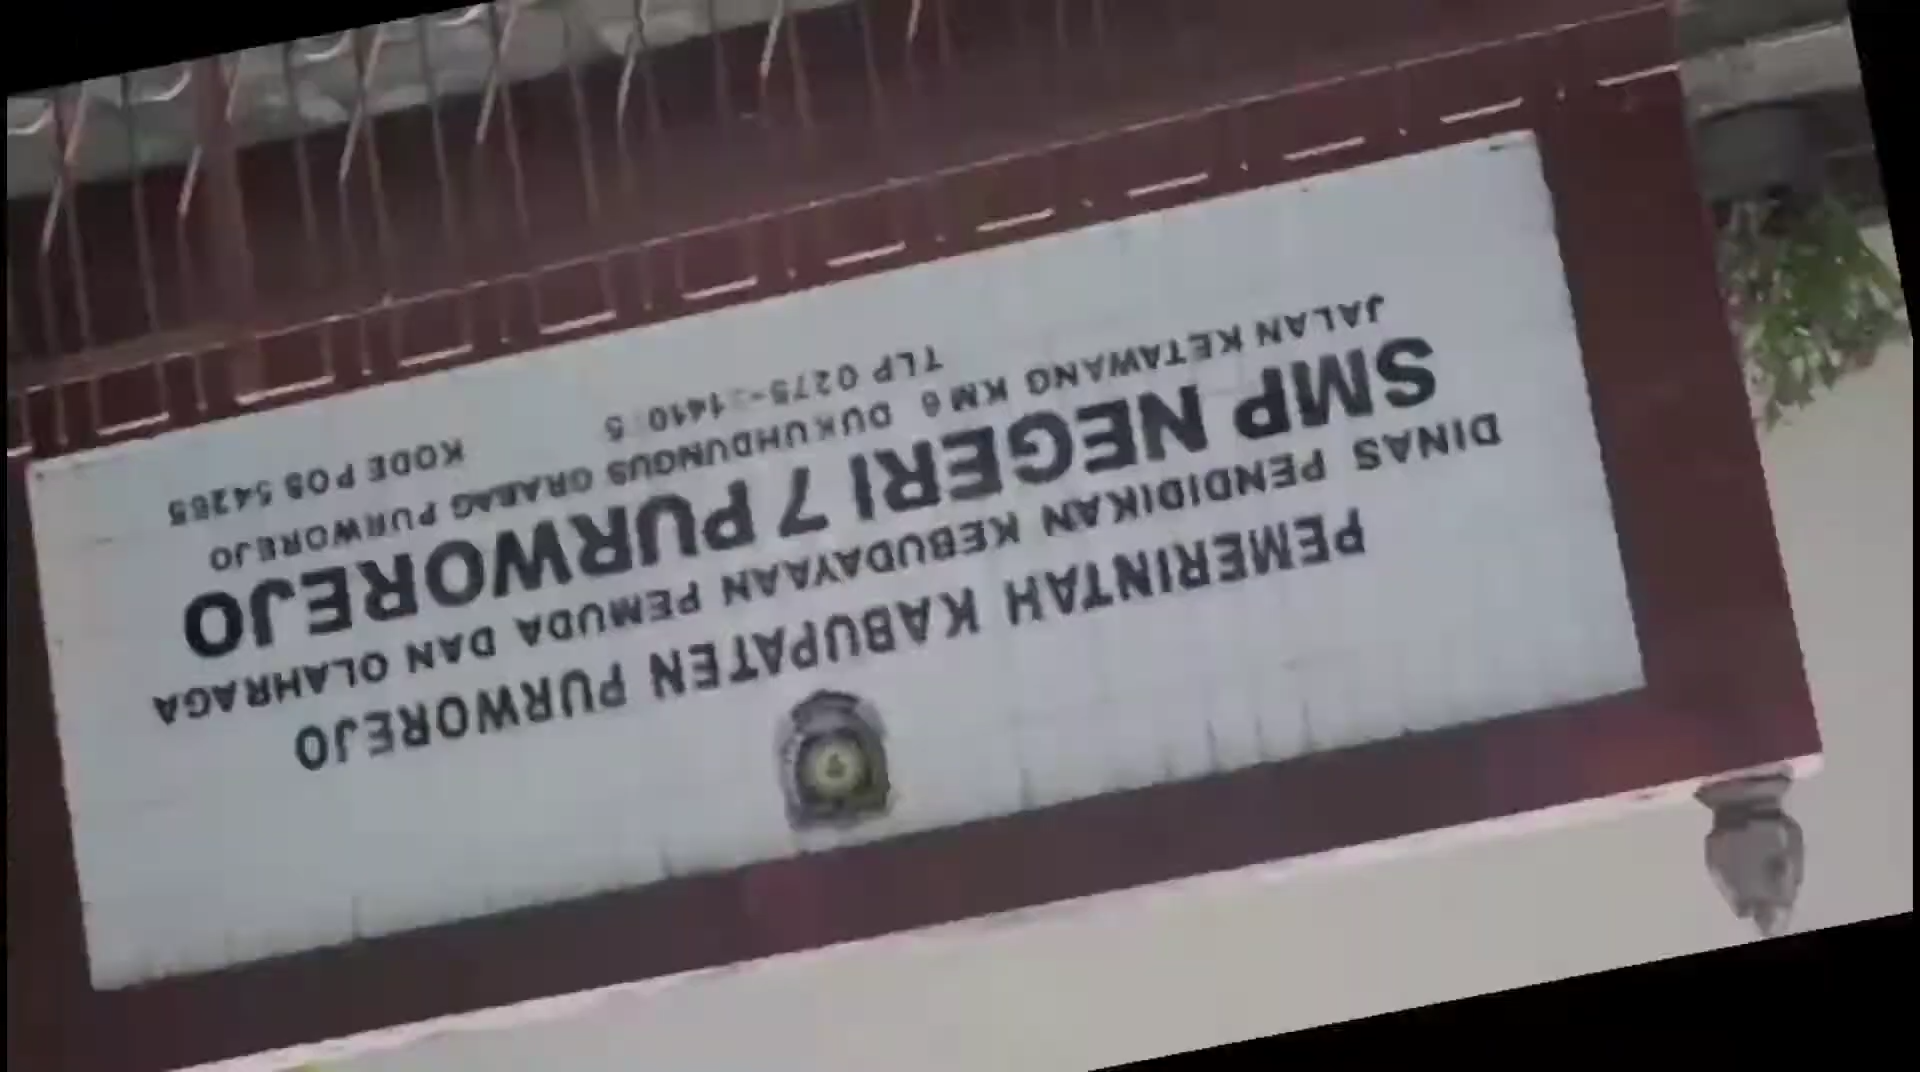 PEMERINTAH KABUPATEN PURWOREJO
DINAS PENDIDIKAN KEBUDAYAAN PEMUDA DAN OLAHRAGA
SMP NEGERI 7 PURWOREJO
JALAN KETAWANG KM 6 DUKUHDUNGUS GRABAG PURWOREJO
TLP 0275- KODE POS 54265